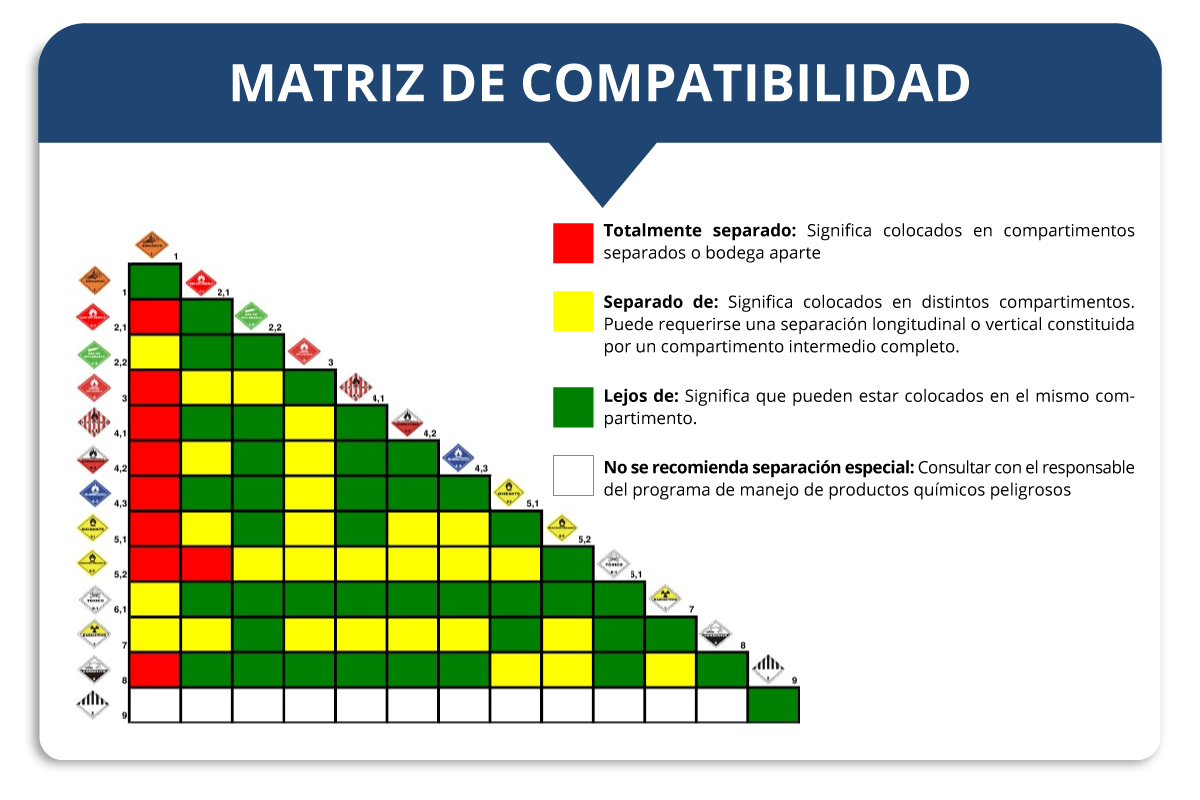 MATRIZ DE COMPATIBILIDAD
Totalmente separado: Significa colocados en compartimentos
separados o bodega aparte
Separado de: Significa colocados en distintos compartimentos.
Puede requerirse una separación longitudinal o vertical constituida
por un compartimento intermedio completo.
Lejos de: Significa que pueden estar colocados en el mismo com-
partimento.
No se recomienda separación especial: Consultar con el responsable
del programa de manejo de productos químicos peligrosos
1
1
2,1
2,1
2,2
2,2
3
3
4,1
4,1
4,2
4,2
4,3
4,3
5,1
5,1
5,2
5,2
TOXICO
TOXICO
6,1
7
7
8
8
9
9